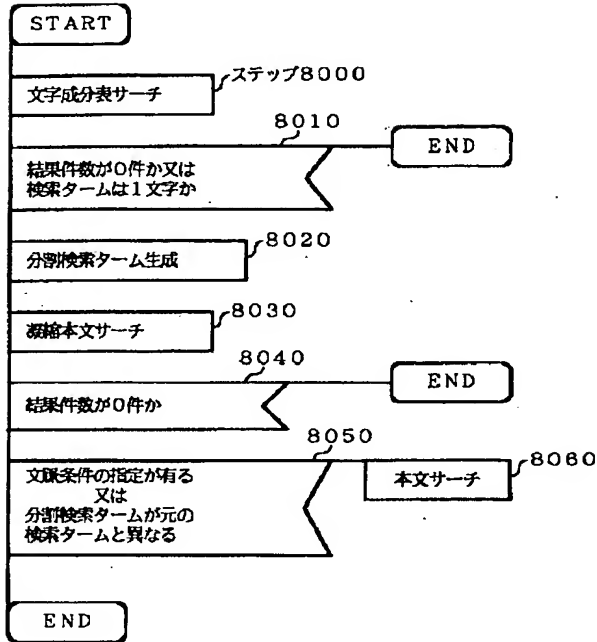 START
ステップ8000
文字成分表サーチ
8010
END
結果件数が0件か又は
検索タームは1文字か
8020
分割検索ターム生成
8030
凝縮本文サーチ
8040
END
結果件数が0件か
8050
8060
文脈条件の指定が有る
又は
分割検索タームが元の
検索タームと異なる
本文サーチ
END